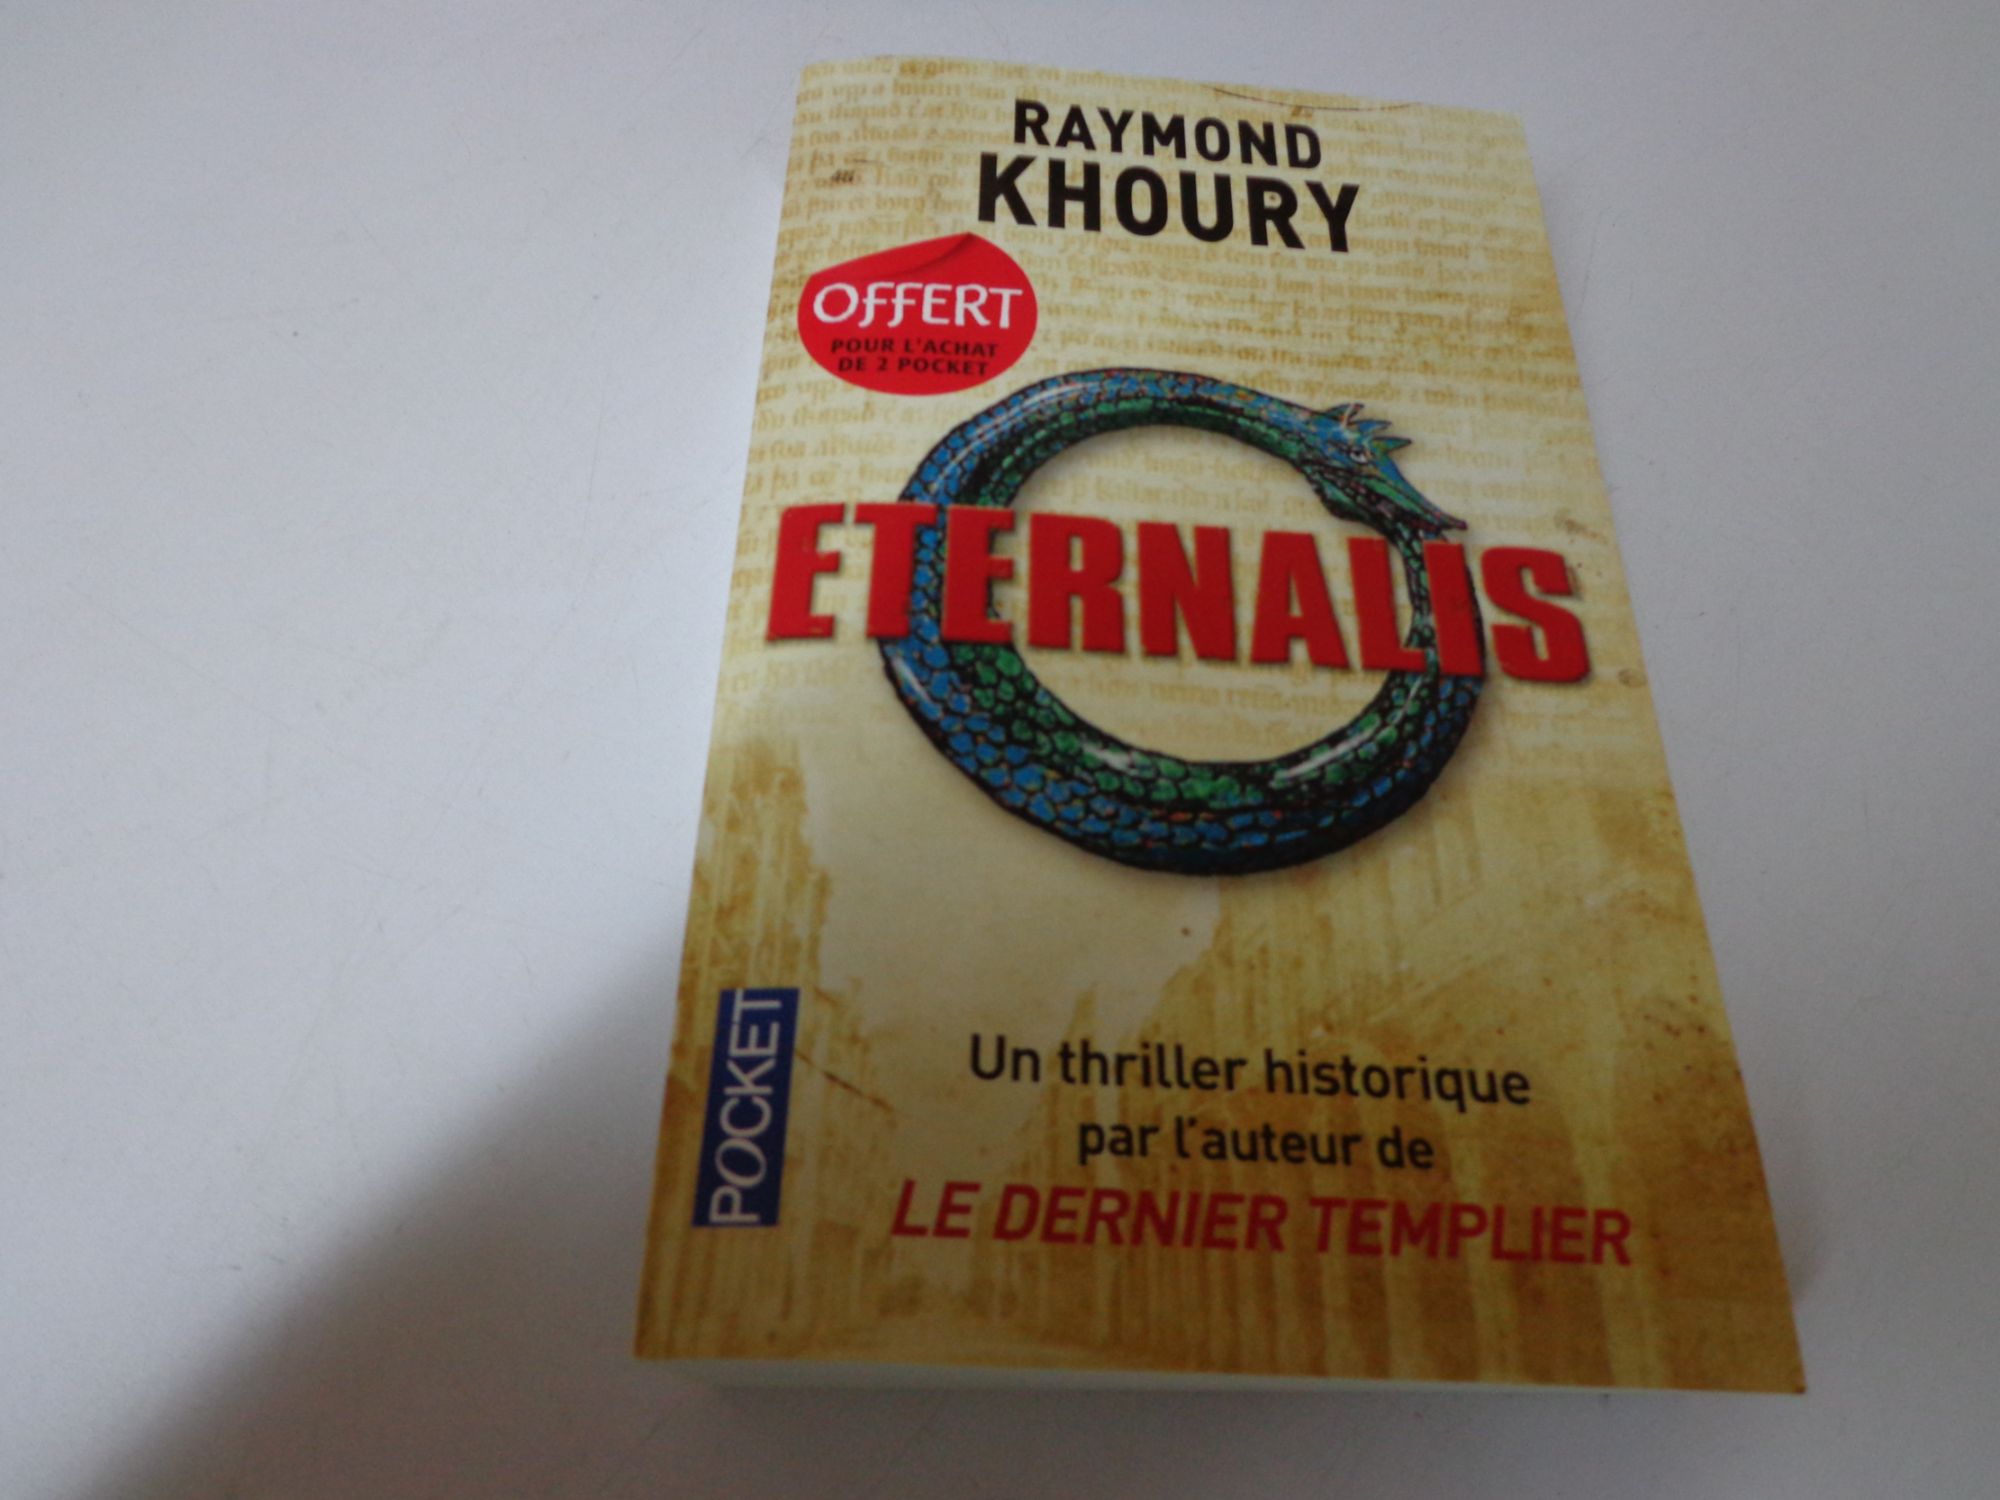 RAYMOND
KHOURY
OFFERT
POUR L'ACHAT
DE 2 POCKET
ETERNALIS
POCKET
Un thriller historique
par l'auteur de
LE DERNIER TEMPLIER